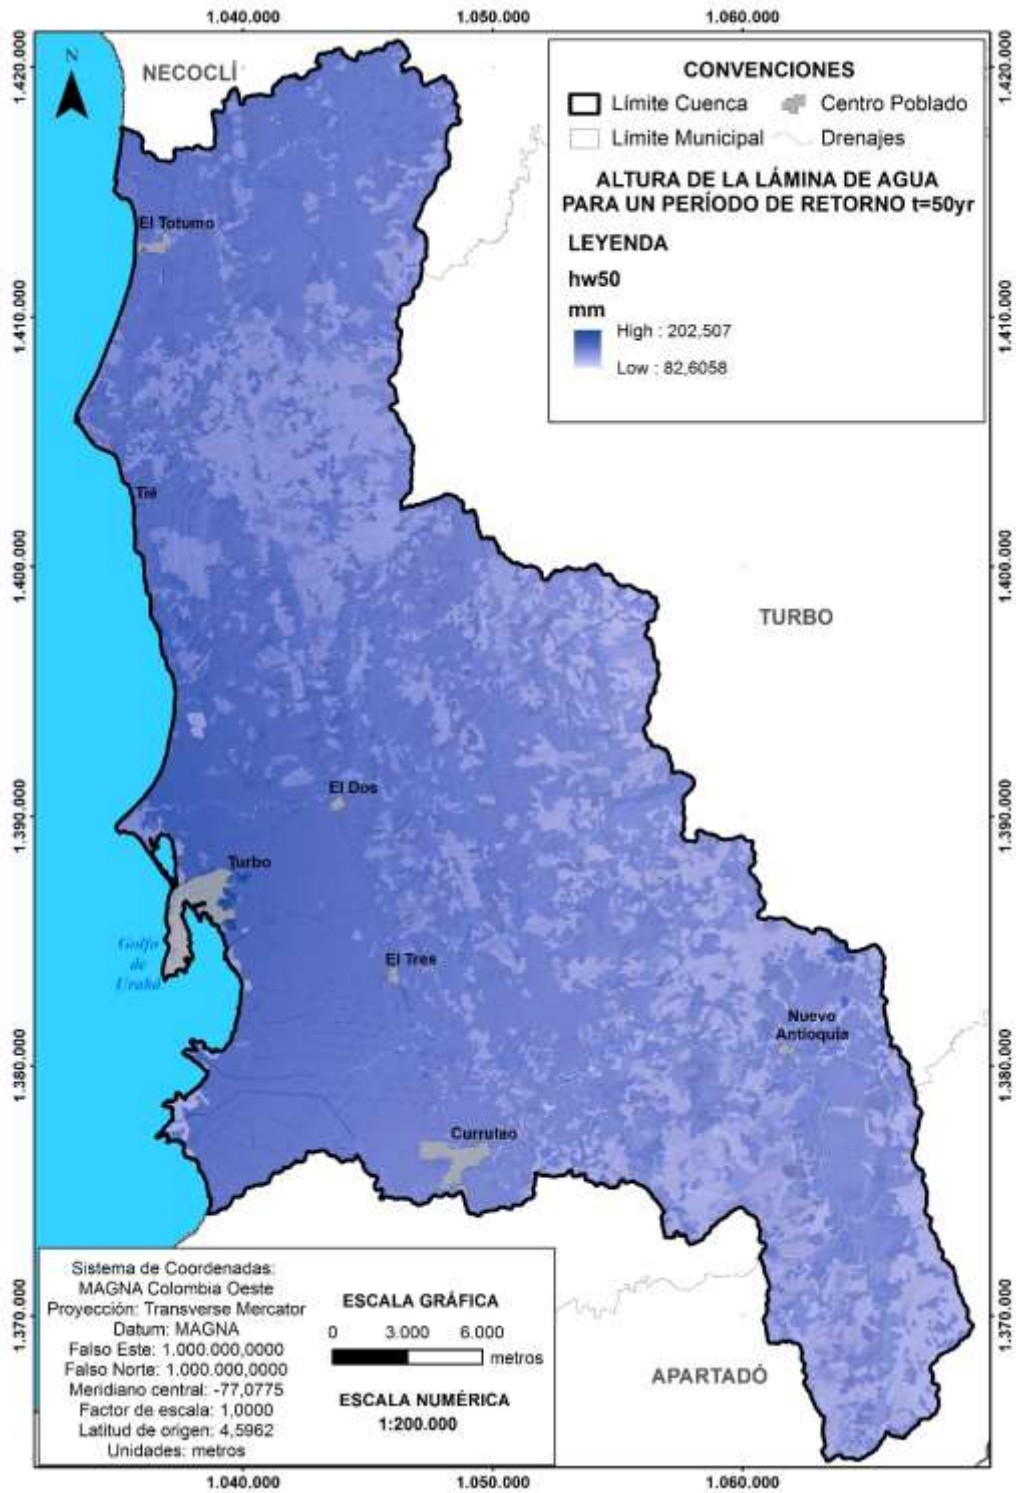 1.040.000
1.050.000
1.060.000
1.420.000
1.420.000
N
NECOCLÍ
CONVENCIONES
Límite Cuenca
Centro Poblado
Límite Municipal
Drenajes
ALTURA DE LA LÁMINA DE AGUA
PARA UN PERÍODO DE RETORNO t=50yr
LEYENDA
hw50
mm
High : 202,507
Low : 82,6058
El Totumo
1.410.000
1.410.000
Tié
1.400.000
1.400.000
TURBO
El Dos
1.390.000
1.390.000
Turbo
Golfo
de
Urabá
El Tres
Nuevo
Antioquia
1.380.000
1.380.000
Currulao
Sistema de Coordenadas:
MAGNA Colombia Oeste
Proyección: Transverse Mercator
Datum: MAGNA
Falso Este: 1.000.000,0000
Falso Norte: 1.000.000,0000
Meridiano central: -77,0775
Factor de escala: 1,0000
Latitud de origen: 4,5962
Unidades: metros
ESCALA GRÁFICA
0 3.000 6.000
metros
ESCALA NUMÉRICA
1:200.000
1.370.000
1.370.000
APARTADÓ
1.040.000
1.050.000
1.060.000